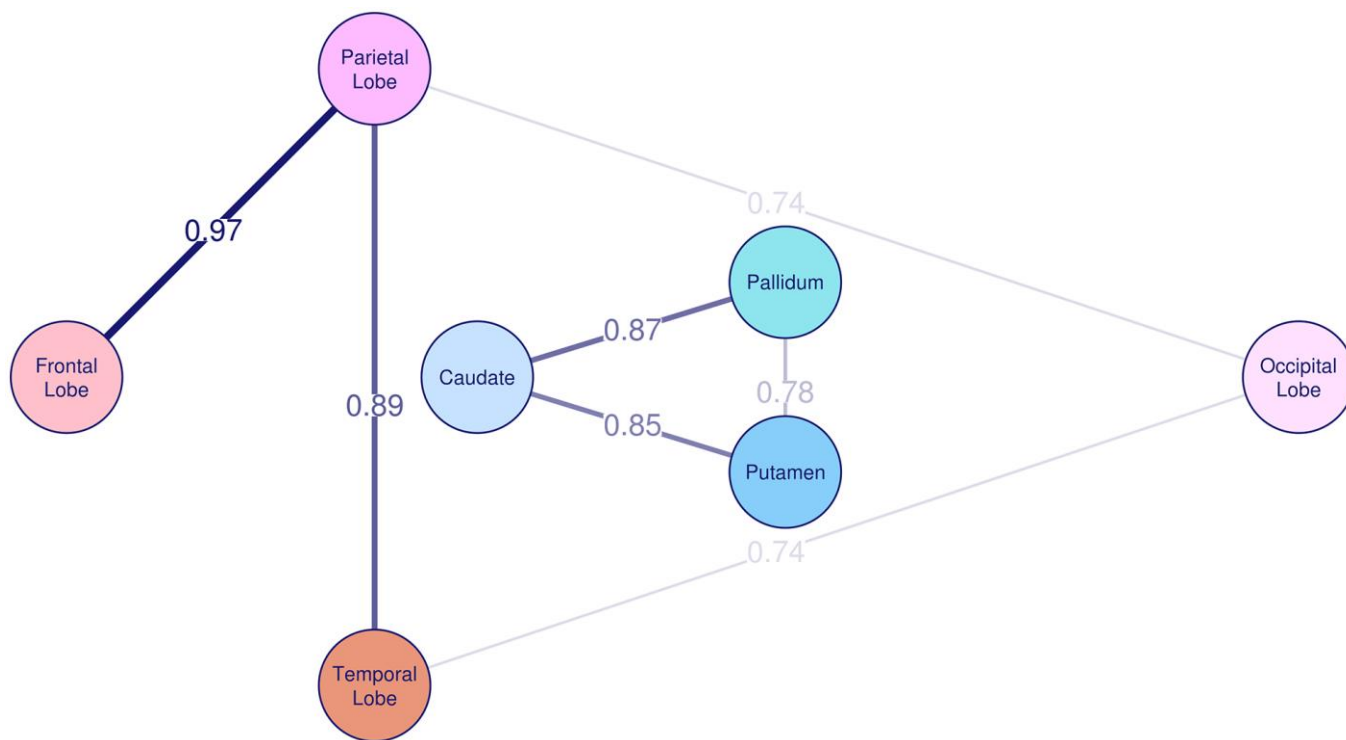 Parietal
Lobe
0.97
0.74
Pallidum
0.87
Frontal
Lobe
Caudate
Occipital
Lobe
0.89
0.78
0.85
Putamen
0.74
Temporal
Lobe